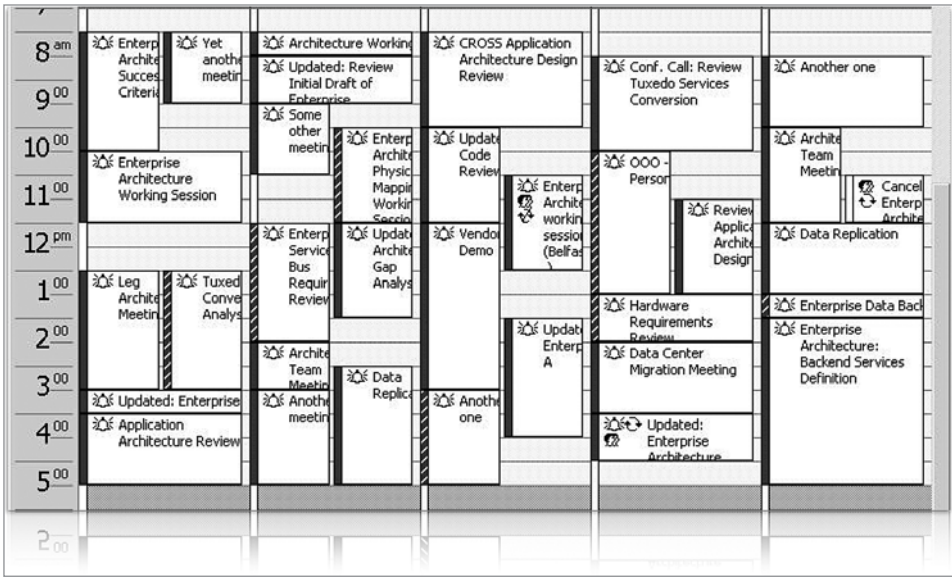 8 am
9 00
10 00
11 00
12 pm
1 00
2 00
3 00
4 00
5 00
Enterp
Archite
Succes
Criteria
Yet
anothe
meetin
Enterprise
Architecture
Working Session
Leg
Archite
Meetin
Tuxed
Conve
Analys
Updated: Enterprise
Application
Architecture Review
Architecture Working
Updated: Review
Initial Draft of
Enterprise
Some
other
meetin
Enterp
Archite
Physic
Mappin
Workin
Sessio
Enterp
Service
Bus
Requir
Review
Updat
Archite
Gap
Analys
Archite
Team
Meetin
Data
Replica
Anothe
meetin
CROSS Application
Architecture Design
Review
Update
Code
Review
Enterp
Archite
workin
session
(Belfas
)
Vendo
Demo
Updat
Enterp
A
Anothe
one
Conf. Call: Review
Tuxedo Services
Conversion
OOO -
Person
Review
Applica
Archite
Design
Hardware
Requirements
Review
Data Center
Migration Meeting
Updated:
Enterprise
Architecture
Another one
Archite
Team
Meetin
Cancel
Enterp
Archite
Data Replication
Enterprise Data Back
Enterprise
Architecture:
Backend Services
Definition